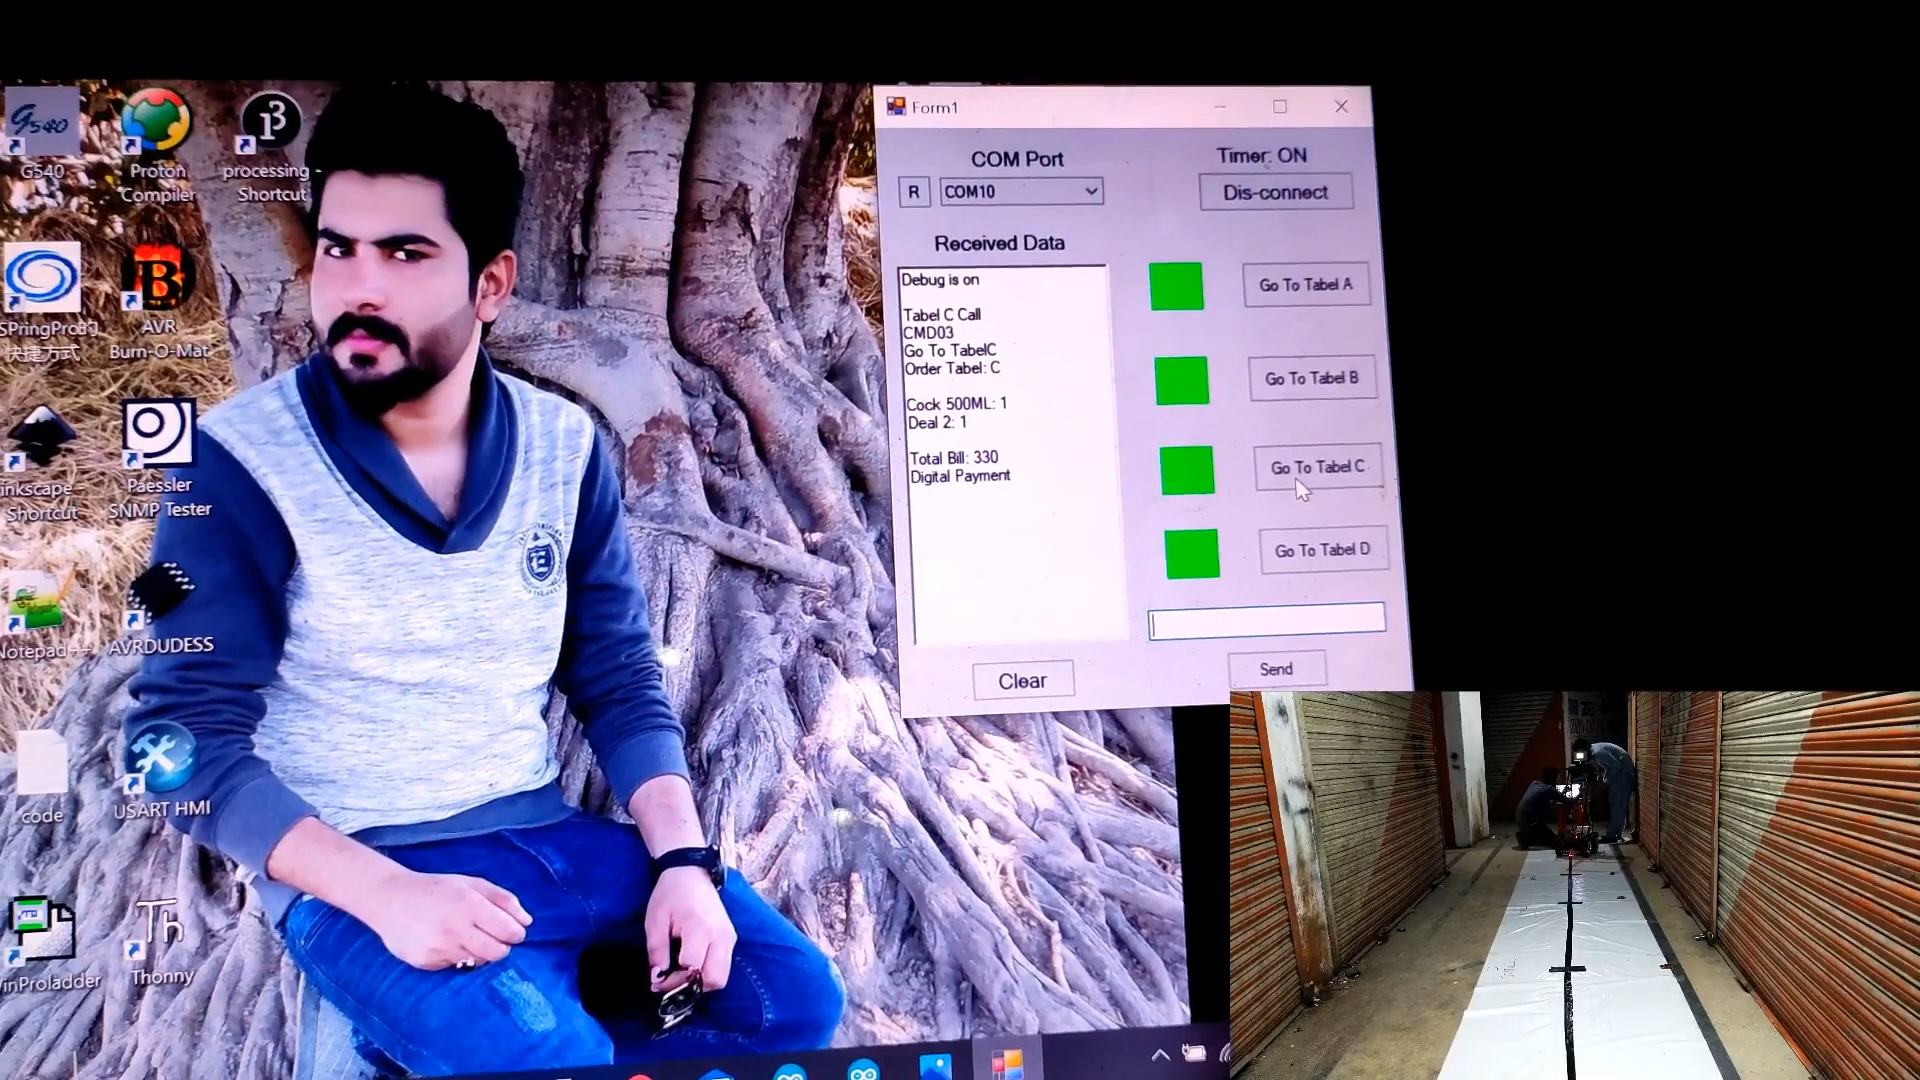 G540
G540
Proton
Compiler
processing -
Shortcut
快捷方式
AVR
Burn-O-Mat
inkscape -
Shortcut
Paessler
SNMP Tester
Notepad++
AVRDUDESS
code
USART HMI
Th
Thonny
WinProladder
Form1
COM Port
R
COM10
Timer: ON
Dis-connect
Received Data
Debug is on
Tabel C Call
CMD03
Go To TabelC
Order Tabel: C
Cock 500ML: 1
Deal 2: 1
Total Bill: 330
Digital Payment
Go To Tabel A
Go To Tabel B
Go To Tabel C
Go To Tabel D
Clear
Send